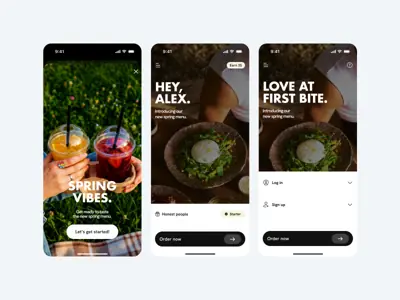 9:41
SPRING
VIBES.
Get ready to taste
the new spring menu.
Let's get started!
9:41
HEY,
ALEX.
Introducing our
new spring menu.
Honest people
Starter
Order now
9:41
LOVE AT
FIRST BITE.
Introducing our
new spring menu.
Log in
Sign up
Order now